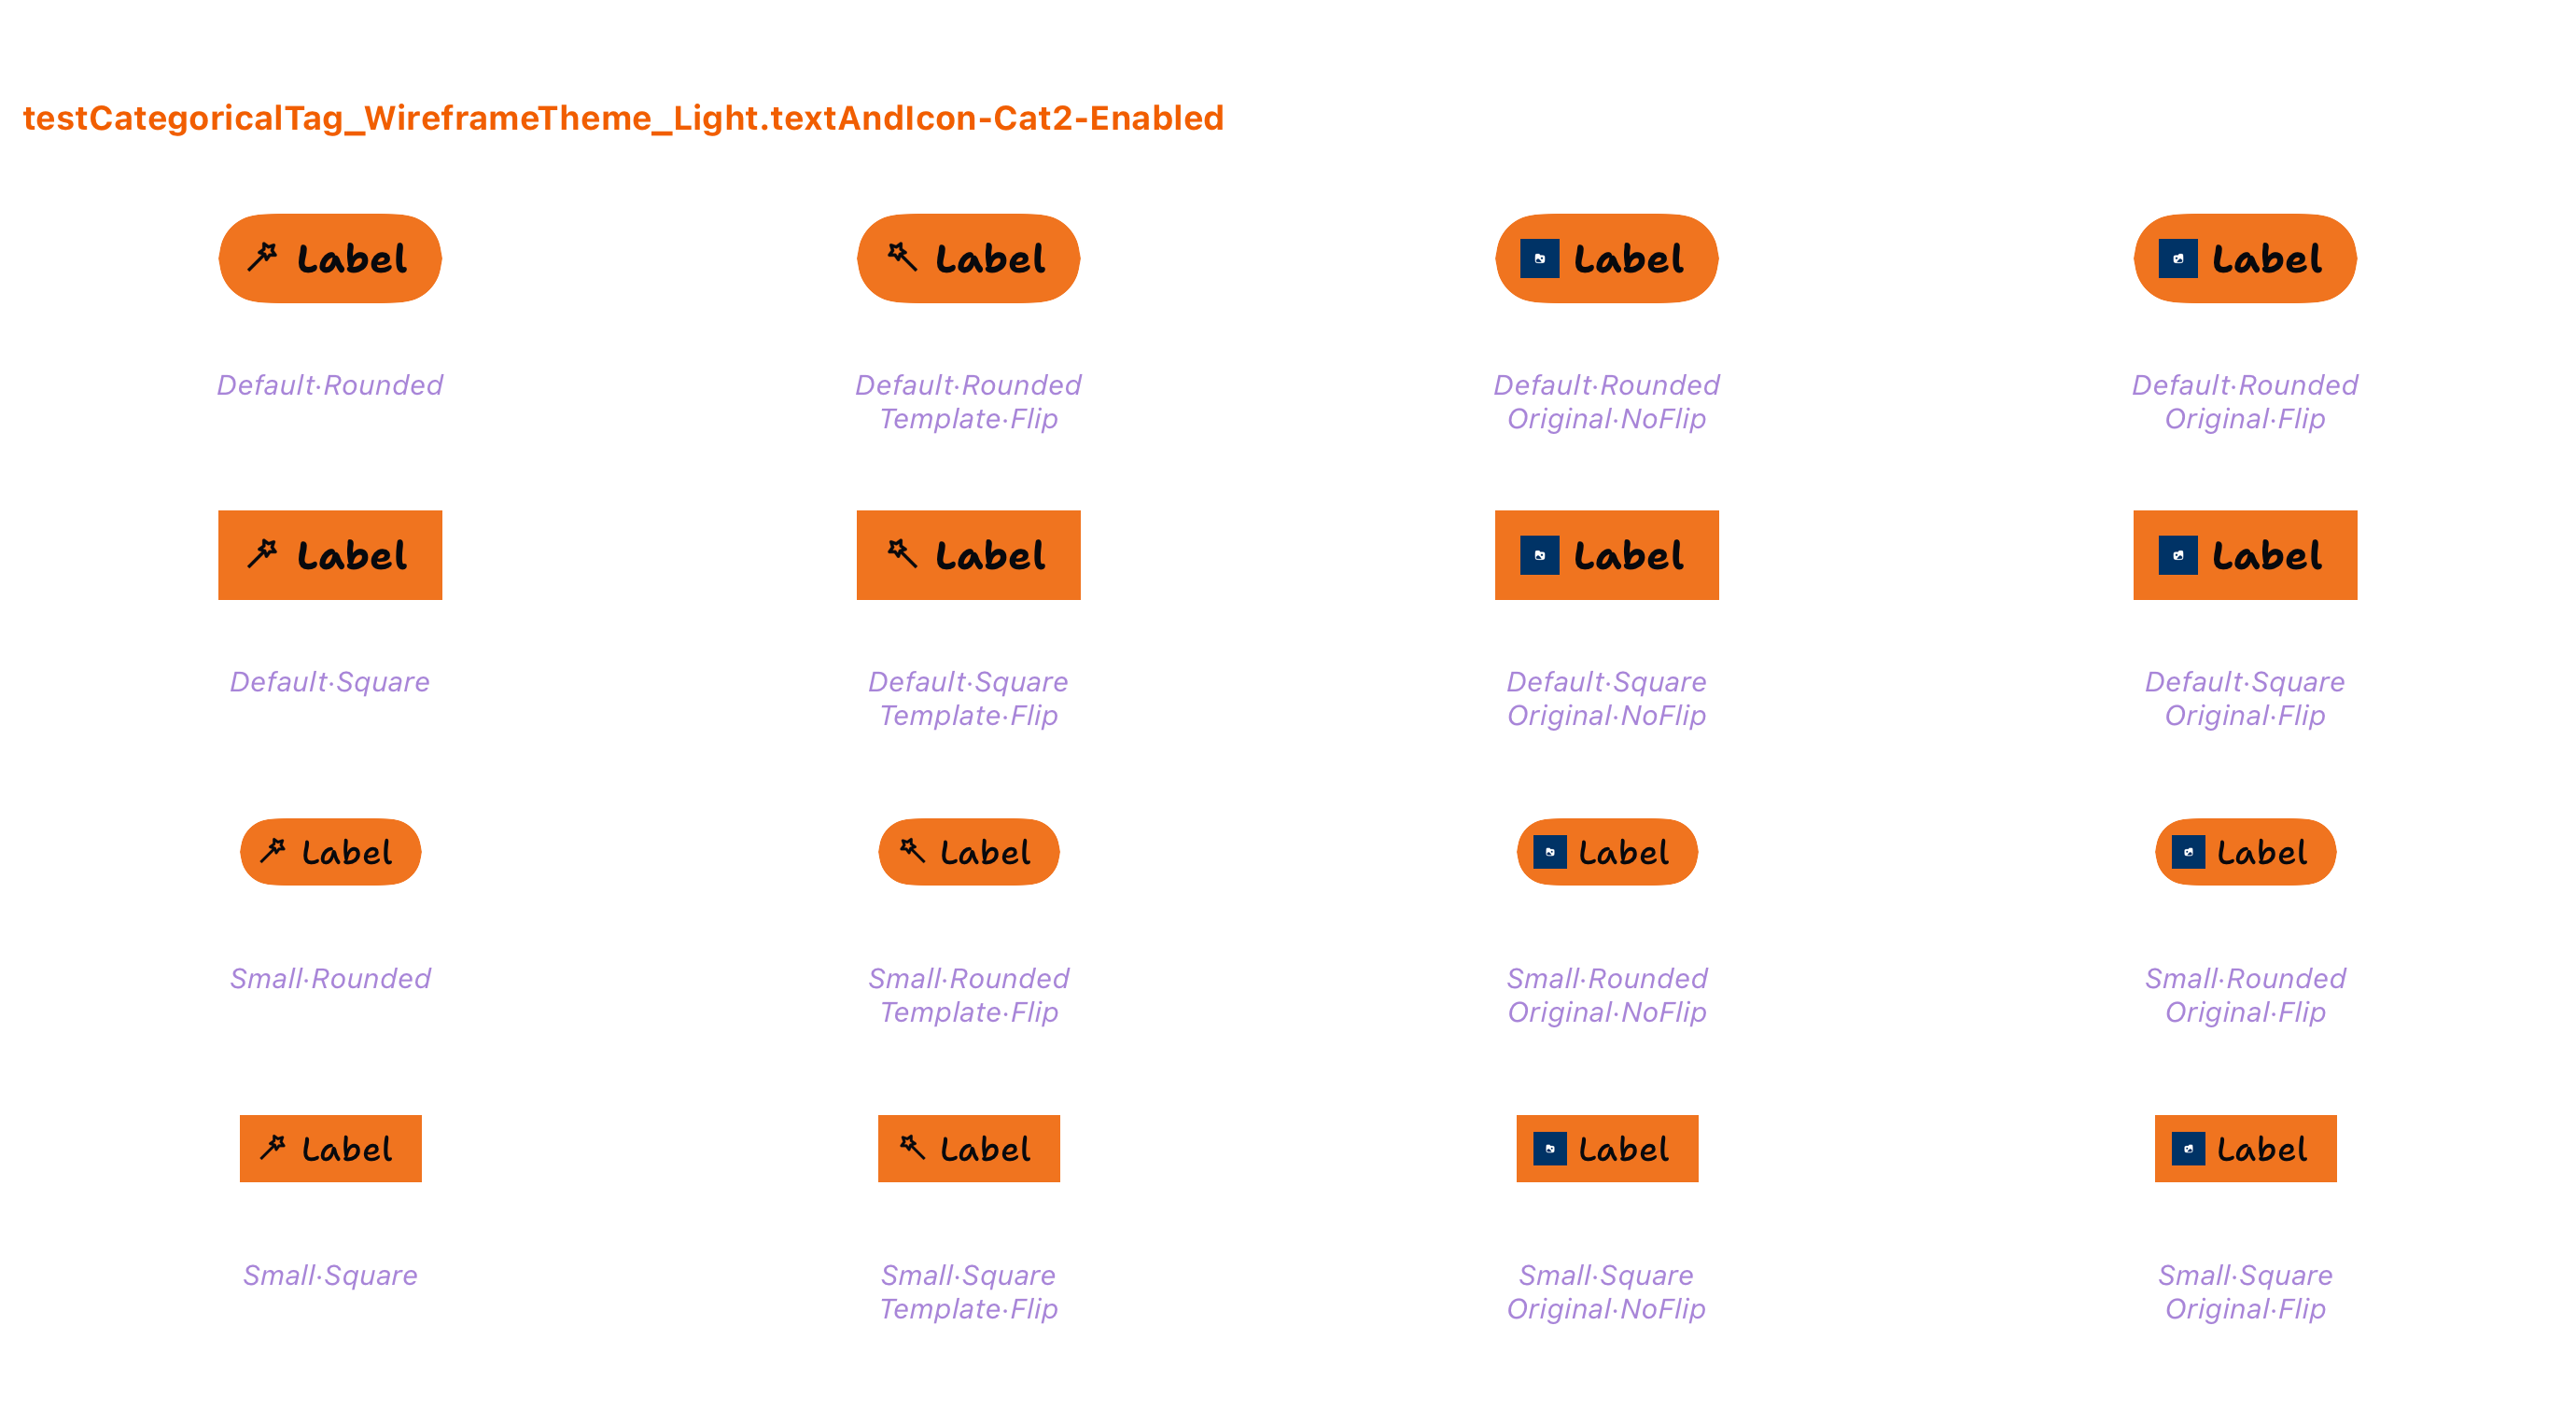 testCategoricalTag_WireframeTheme_Light.textAndIcon-Cat2-Enabled
Label
Label
Label
Label
Default·Rounded
Default·Rounded
Template·Flip
Default·Rounded
Original·NoFlip
Default·Rounded
Original·Flip
Label
Label
Label
Label
Default·Square
Default·Square
Template·Flip
Default·Square
Original·NoFlip
Default·Square
Original·Flip
Label
Label
Label
Label
Small·Rounded
Small·Rounded
Template·Flip
Small·Rounded
Original·NoFlip
Small·Rounded
Original·Flip
Label
Label
Label
Label
Small·Square
Small·Square
Template·Flip
Small·Square
Original·NoFlip
Small·Square
Original·Flip